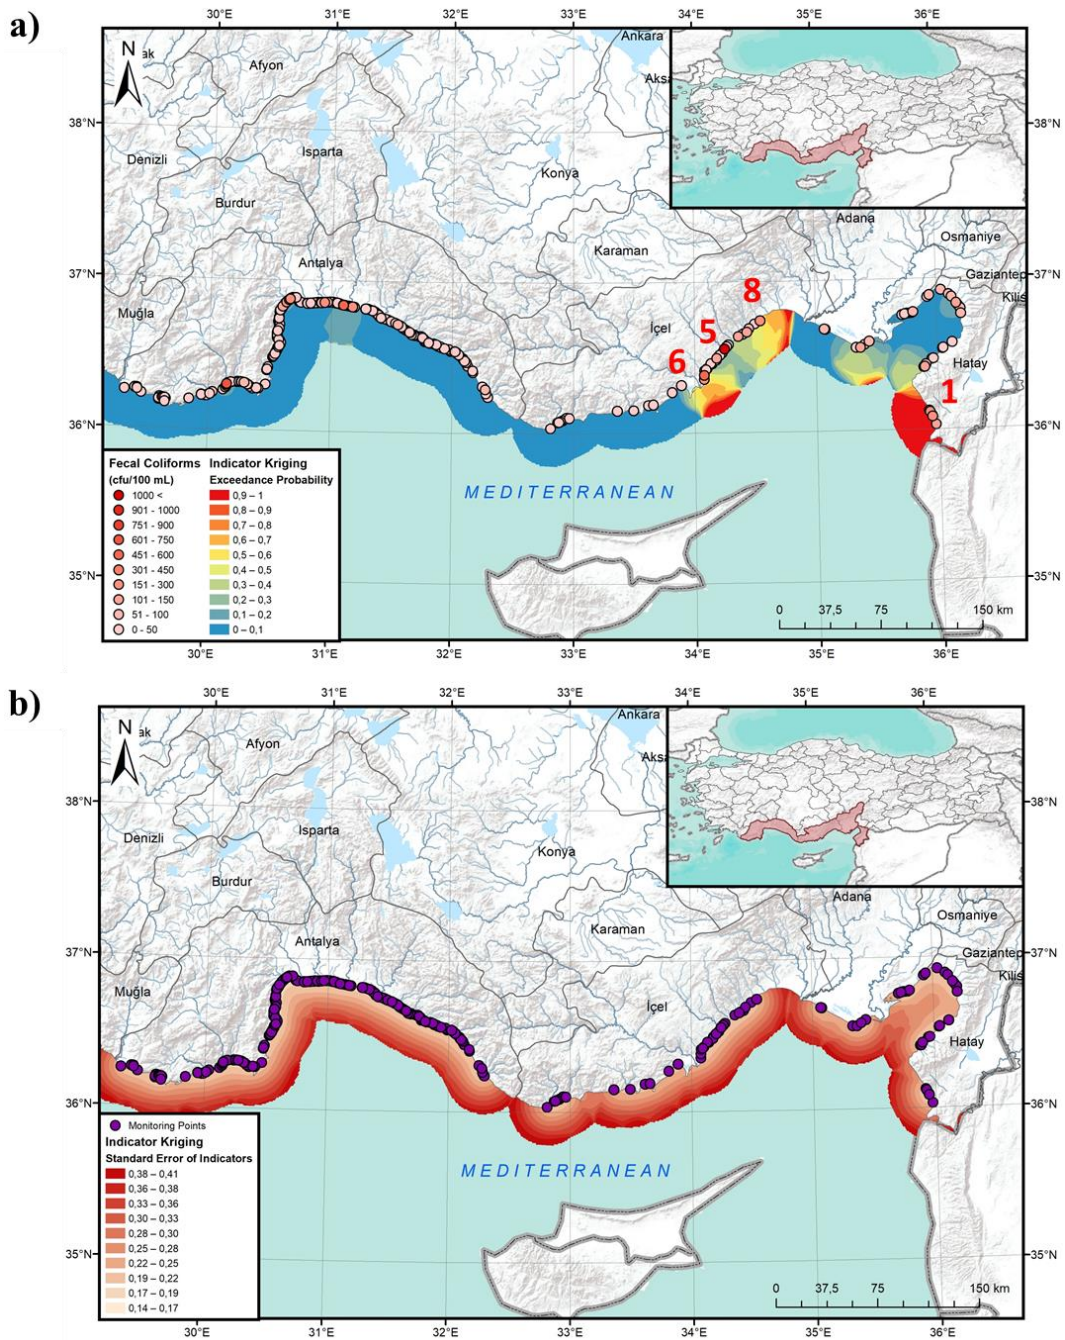 a)
30°E 31°E 32°E 33°E 34°E 35°E 36°E
N
ak
Afyon
Ankara
Aksa
38°N
38°N
Denizli
Isparta
Konya
Burdur
Adana
Osmaniye
Karaman
Antalya
37°N
37°N
Gaziantep
Kilis
Muğla
8
İçel
5
6
Hatay
1
36°N
36°N
Fecal Coliforms
(cfu/100 mL)
1000 <
901 - 1000
751 - 900
601 - 750
451 - 600
301 - 450
151 - 300
101 - 150
51 - 100
0 - 50
Indicator Kriging
Exceedance Probability
0,9 – 1
0,8 – 0,9
0,7 – 0,8
0,6 – 0,7
0,5 – 0,6
0,4 – 0,5
0,3 – 0,4
0,2 – 0,3
0,1 – 0,2
0 – 0,1
MEDITERRANEAN
35°N
35°N
0 37,5 75 150 km
30°E 31°E 32°E 33°E 34°E 35°E 36°E
b)
30°E 31°E 32°E 33°E 34°E 35°E 36°E
N
ak
Afyon
Ankara
Aksa
38°N
38°N
Denizli
Isparta
Konya
Burdur
Adana
Osmaniye
Karaman
Antalya
37°N
37°N
Gaziantep
Kilis
Muğla
İçel
Hatay
36°N
36°N
Monitoring Points
Indicator Kriging
Standard Error of Indicators
0,38 – 0,41
0,36 – 0,38
0,33 – 0,36
0,30 – 0,33
0,28 – 0,30
0,25 – 0,28
0,22 – 0,25
0,19 – 0,22
0,17 – 0,19
0,14 – 0,17
MEDITERRANEAN
35°N
35°N
0 37,5 75 150 km
30°E 31°E 32°E 33°E 34°E 35°E 36°E